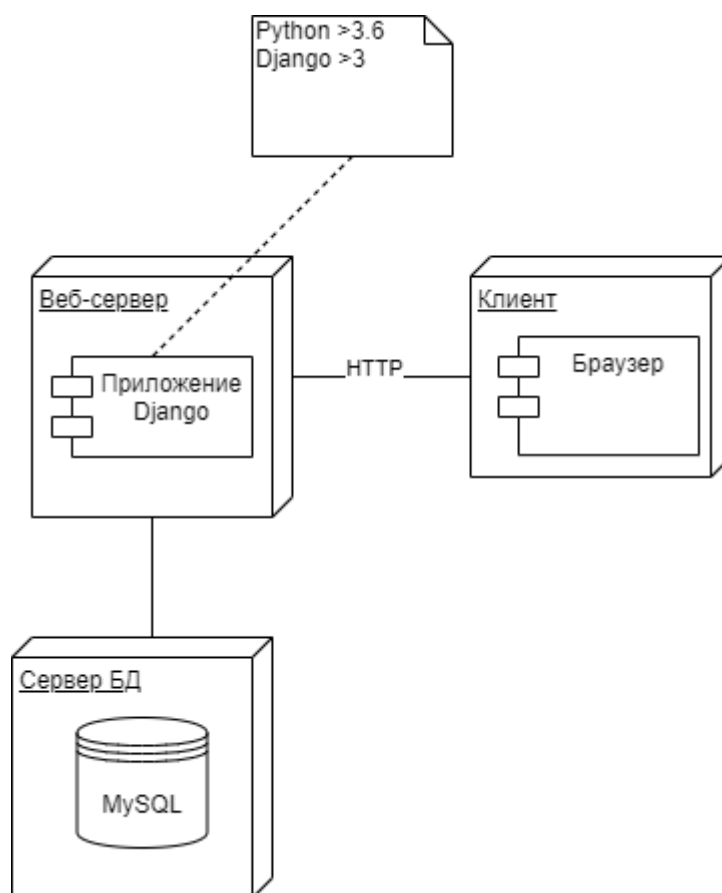 Python >3.6
Django >3
Веб-сервер
Приложение
Django
HTTP
Клиент
Браузер
Сервер БД
MySQL